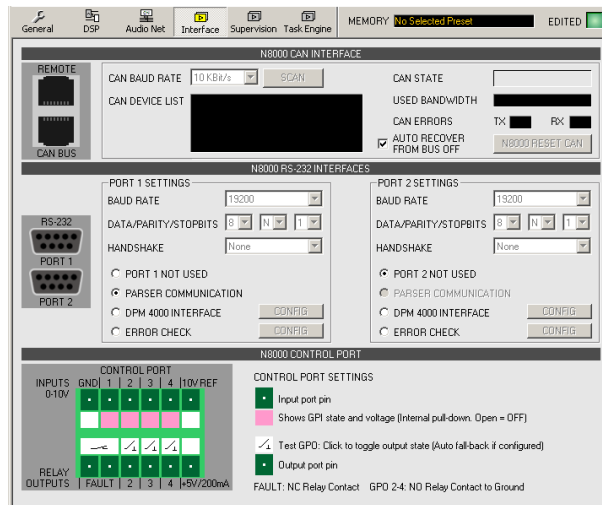 General DSP Audio Net Interface Supervision Task Engine MEMORY No Selected Preset EDITED
N8000 CAN INTERFACE
REMOTE
CAN BUS
CAN BAUD RATE 10 KBit/s SCAN
CAN DEVICE LIST
CAN STATE
USED BANDWIDTH
CAN ERRORS TX RX
AUTO RECOVER
FROM BUS OFF
N8000 RESET CAN
N8000 RS-232 INTERFACES
RS-232
PORT 1
PORT 2
PORT 1 SETTINGS
BAUD RATE 19200
DATA/PARITY/STOPBITS 8 N 1
HANDSHAKE None
PORT 1 NOT USED
PARSER COMMUNICATION
DPM 4000 INTERFACE CONFIG
ERROR CHECK CONFIG
PORT 2 SETTINGS
BAUD RATE 19200
DATA/PARITY/STOPBITS 8 N 1
HANDSHAKE None
PORT 2 NOT USED
PARSER COMMUNICATION
DPM 4000 INTERFACE CONFIG
ERROR CHECK CONFIG
N8000 CONTROL PORT
CONTROL PORT
INPUTS GND| 1 | 2 | 3 | 4 |10V REF
0-10V
RELAY
OUTPUTS | FAULT | 2 | 3 | 4 |+5V/200mA
CONTROL PORT SETTINGS
Input port pin
Shows GPI state and voltage (Internal pull-down. Open = OFF)
Test GPO: Click to toggle output state (Auto fall-back if configured)
Output port pin
FAULT: NC Relay Contact GPO 2-4: NO Relay Contact to Ground